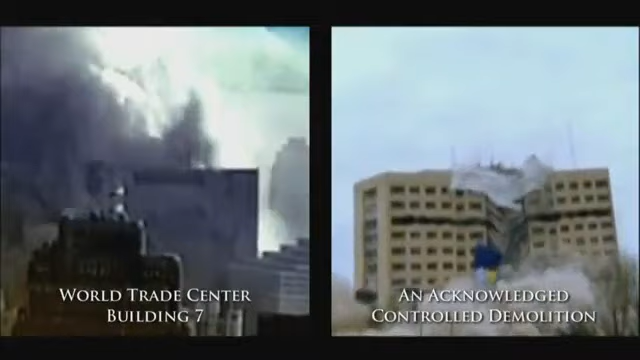 World Trade Center
Building 7
An Acknowledged
Controlled Demolition